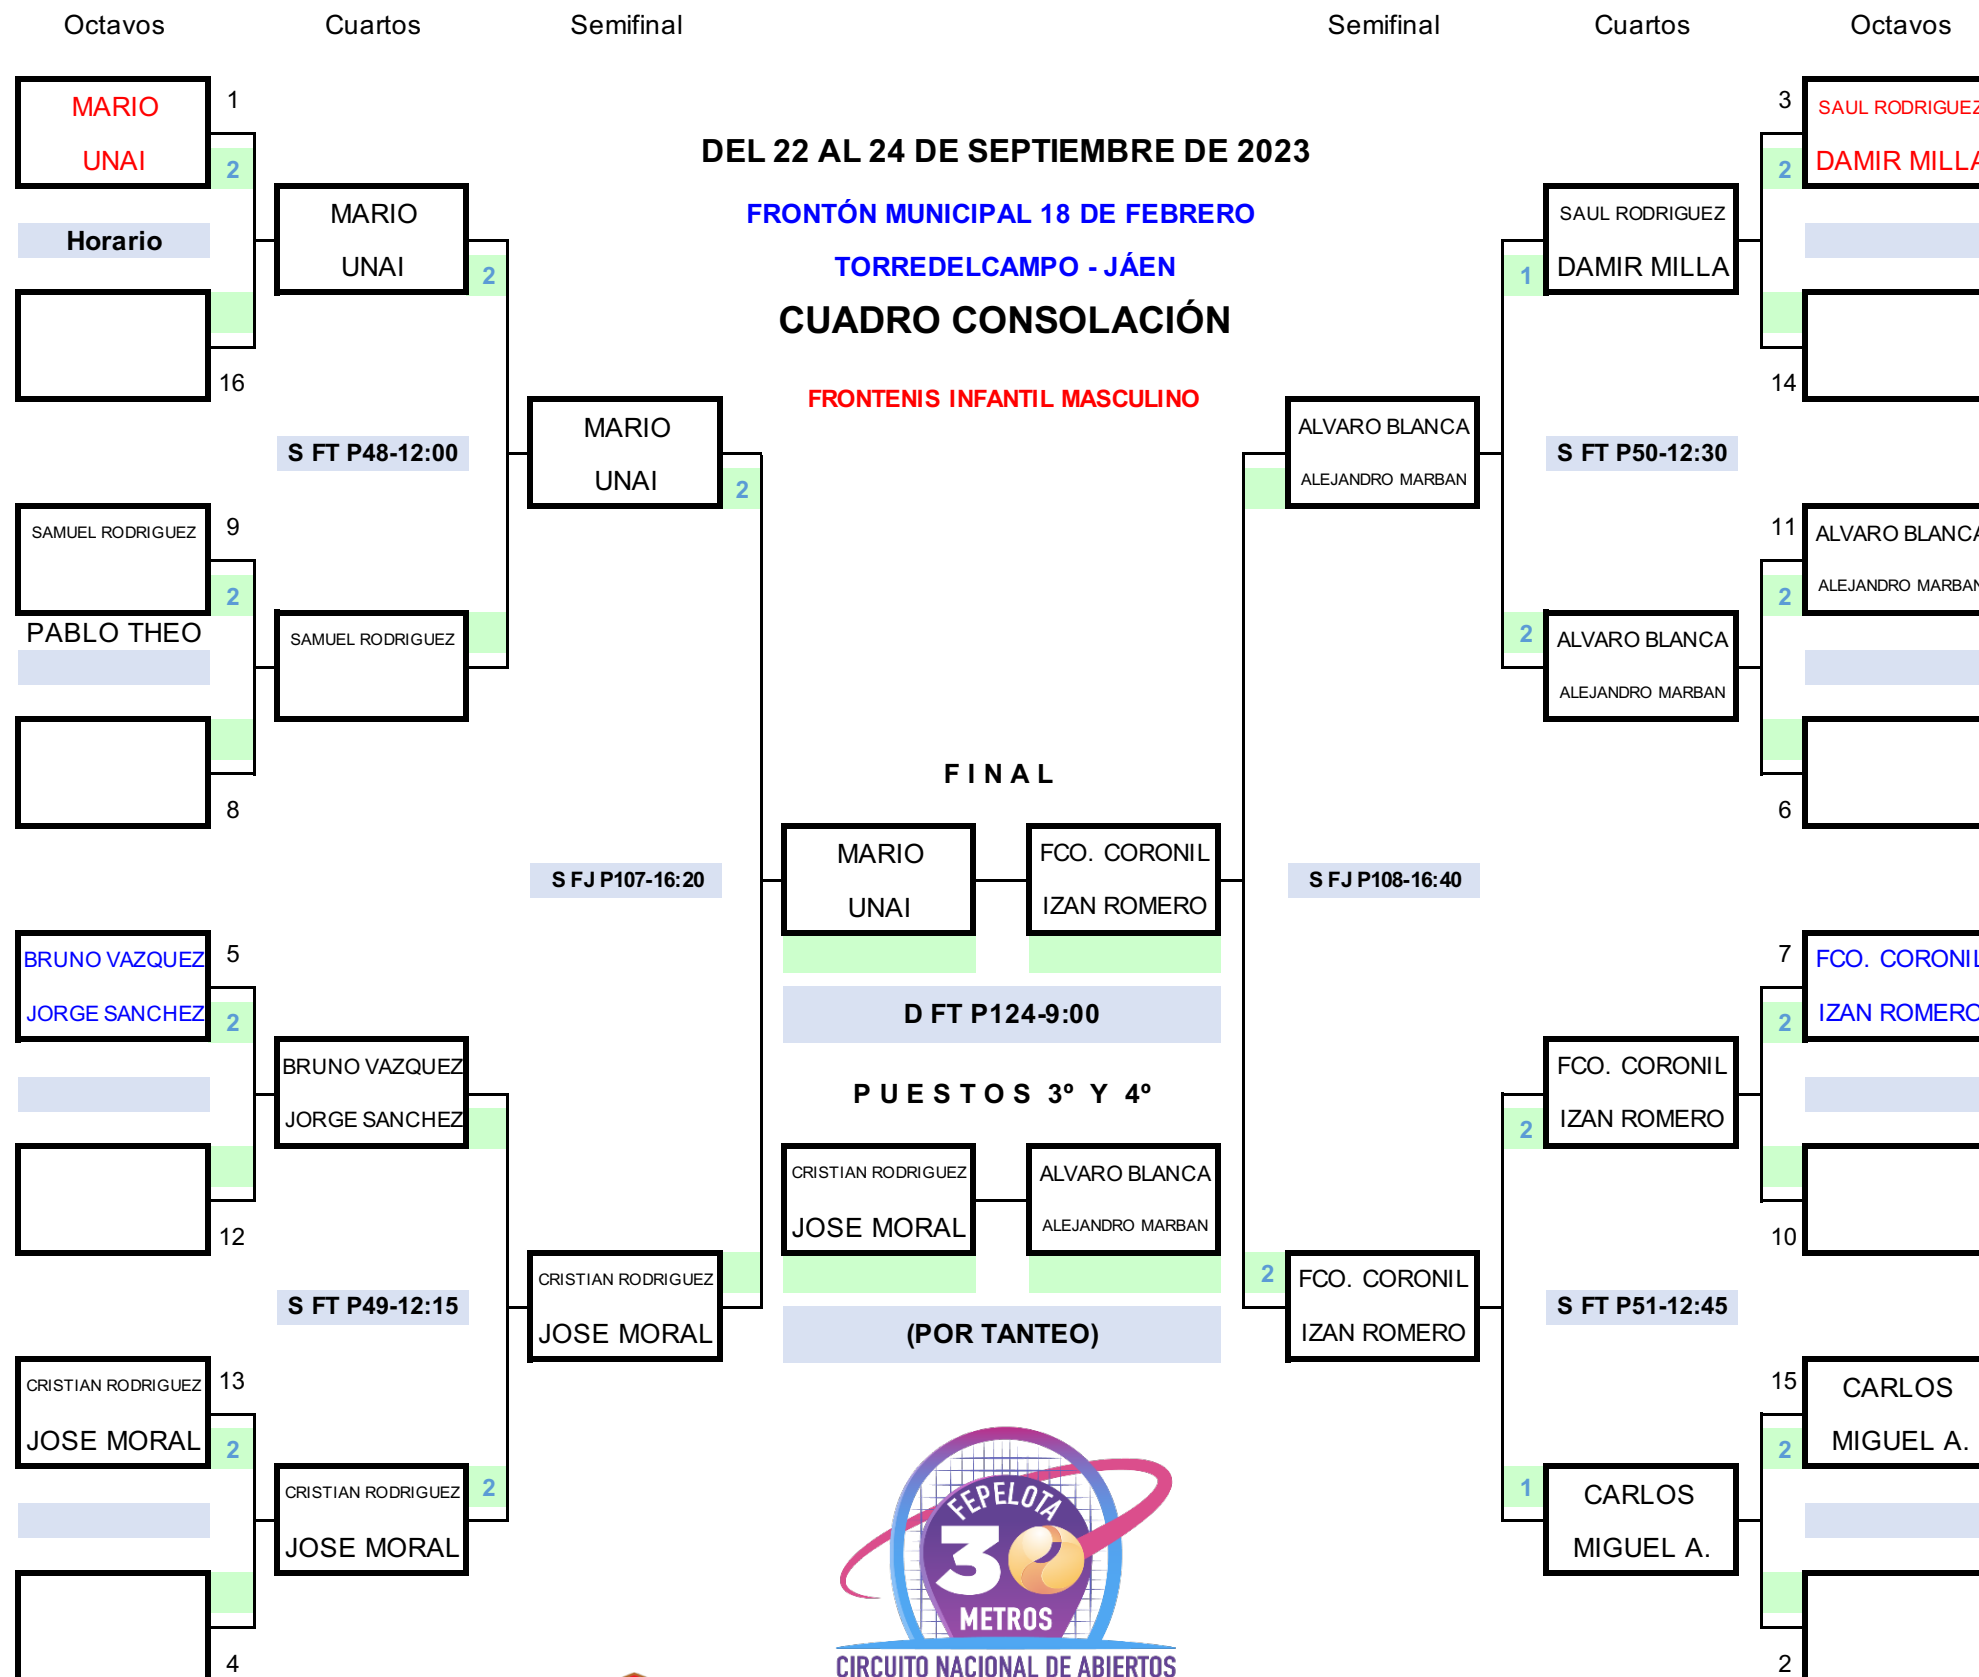 Octavos Cuartos Semifinal Semifinal Cuartos Octavos
MARIO 1 3 SAUL RODRIGUEZ
DEL 22 AL 24 DE SEPTIEMBRE DE 2023
UNAI 2 2 DAMIR MILLA
MARIO FRONTÓN MUNICIPAL 18 DE FEBRERO SAUL RODRIGUEZ
Horario
UNAI 2 TORREDELCAMPO - JÁEN 1 DAMIR MILLA
CUADRO CONSOLACIÓN
16 14
FRONTENIS INFANTIL MASCULINO
MARIO ALVARO BLANCA
S FT P48-12:00 S FT P50-12:30
UNAI 2 ALEJANDRO MARBAN
SAMUEL RODRIGUEZ 9 11 ALVARO BLANCA
2 2 ALEJANDRO MARBAN
PABLO THEO SAMUEL RODRIGUEZ 2 ALVARO BLANCA
ALEJANDRO MARBAN
FINAL
8 6
MARIO FCO. CORONIL
S FJ P107-16:20 S FJ P108-16:40
UNAI IZAN ROMERO
BRUNO VAZQUEZ 5 7 FCO. CORONIL
JORGE SANCHEZ 2 D FT P124-9:00 2 IZAN ROMERO
BRUNO VAZQUEZ FCO. CORONIL
PUESTOS 3º Y 4º
JORGE SANCHEZ 2 IZAN ROMERO
CRISTIAN RODRIGUEZ ALVARO BLANCA
JOSE MORAL ALEJANDRO MARBAN
12 10
CRISTIAN RODRIGUEZ 2 FCO. CORONIL
S FT P49-12:15 S FT P51-12:45
JOSE MORAL (POR TANTEO) IZAN ROMERO
CRISTIAN RODRIGUEZ 13 15 CARLOS
JOSE MORAL 2 2 MIGUEL A.
CRISTIAN RODRIGUEZ 2 1 CARLOS
FEPELOTA
JOSE MORAL 30 MIGUEL A.
METROS
4 CIRCUITO NACIONAL DE ABIERTOS 2